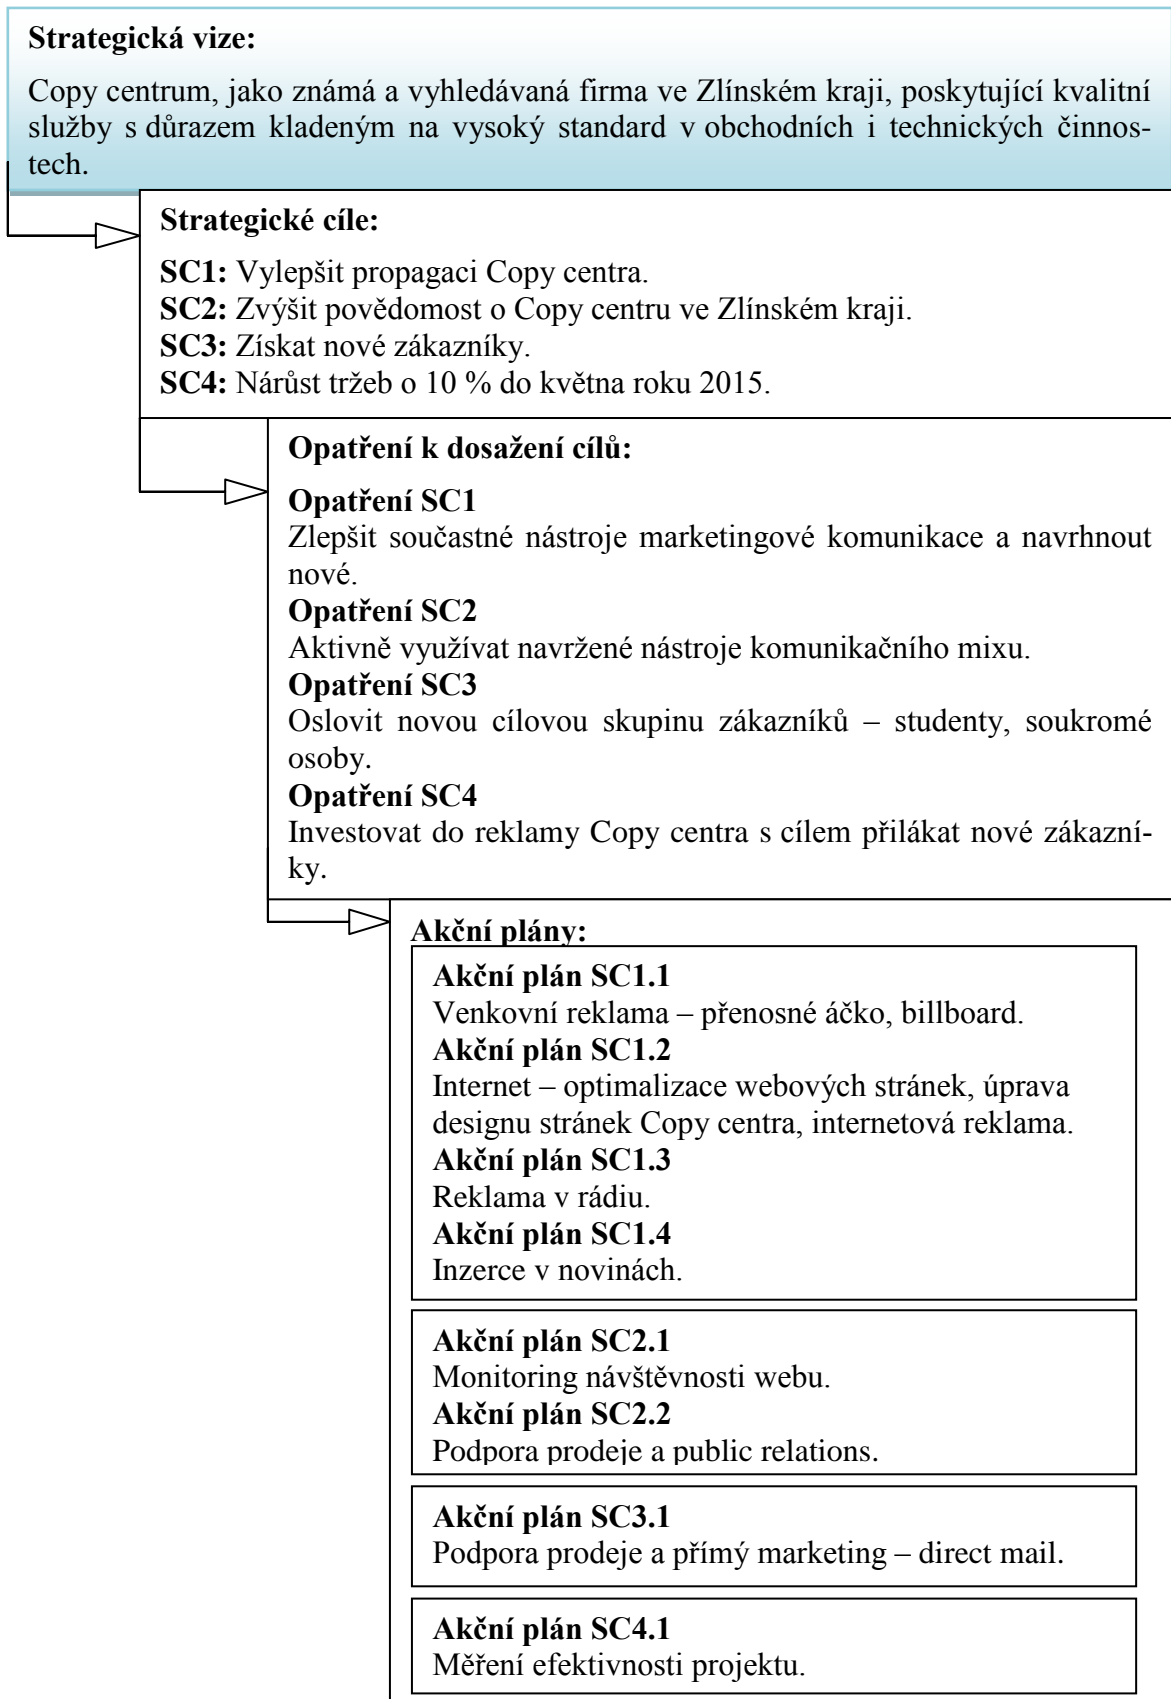 Strategická vize:
Copy centrum, jako známá a vyhledávaná firma ve Zlínském kraji, poskytující kvalitní
služby s důrazem kladeným na vysoký standard v obchodních i technických činnos-
tech.
Strategické cíle:
SC1: Vylepšit propagaci Copy centra.
SC2: Zvýšit povědomost o Copy centru ve Zlínském kraji.
SC3: Získat nové zákazníky.
SC4: Nárůst tržeb o 10 % do května roku 2015.
Opatření k dosažení cílů:
Opatření SC1
Zlepšit součastné nástroje marketingové komunikace a navrhnout
nové.
Opatření SC2
Aktivně využívat navržené nástroje komunikačního mixu.
Opatření SC3
Oslovit novou cílovou skupinu zákazníků – studenty, soukromé
osoby.
Opatření SC4
Investovat do reklamy Copy centra s cílem přilákat nové zákazní-
ky.
Akční plány:
Akční plán SC1.1
Venkovní reklama – přenosné áčko, billboard.
Akční plán SC1.2
Internet – optimalizace webových stránek, úprava
designu stránek Copy centra, internetová reklama.
Akční plán SC1.3
Reklama v rádiu.
Akční plán SC1.4
Inzerce v novinách.
Akční plán SC2.1
Monitoring návštěvnosti webu.
Akční plán SC2.2
Podpora prodeje a public relations.
Akční plán SC3.1
Podpora prodeje a přímý marketing – direct mail.
Akční plán SC4.1
Měření efektivnosti projektu.